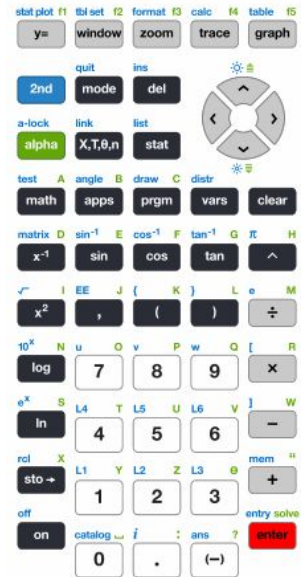 stat plot f1 tbl set f2 format f3 calc f4 table f5
y= window zoom trace graph
quit ins
2nd mode del
a-lock link list
alpha X,T,θ,n stat
test A angle B draw C distr
math apps prgm vars clear
matrix D sin⁻¹ E cos⁻¹ F tan⁻¹ G π H
x⁻¹ sin cos tan ^
√‾ I EE J { K } L e M
x² , ( ) ÷
10ˣ N u O v P w Q [ R
log 7 8 9 ×
eˣ S L4 T L5 U L6 V ] W
ln 4 5 6 −
rcl X L1 Y L2 Z L3 θ mem "
sto→ 1 2 3 +
off catalog ⎵ i : ans ? entry solve
on 0 . (−) enter